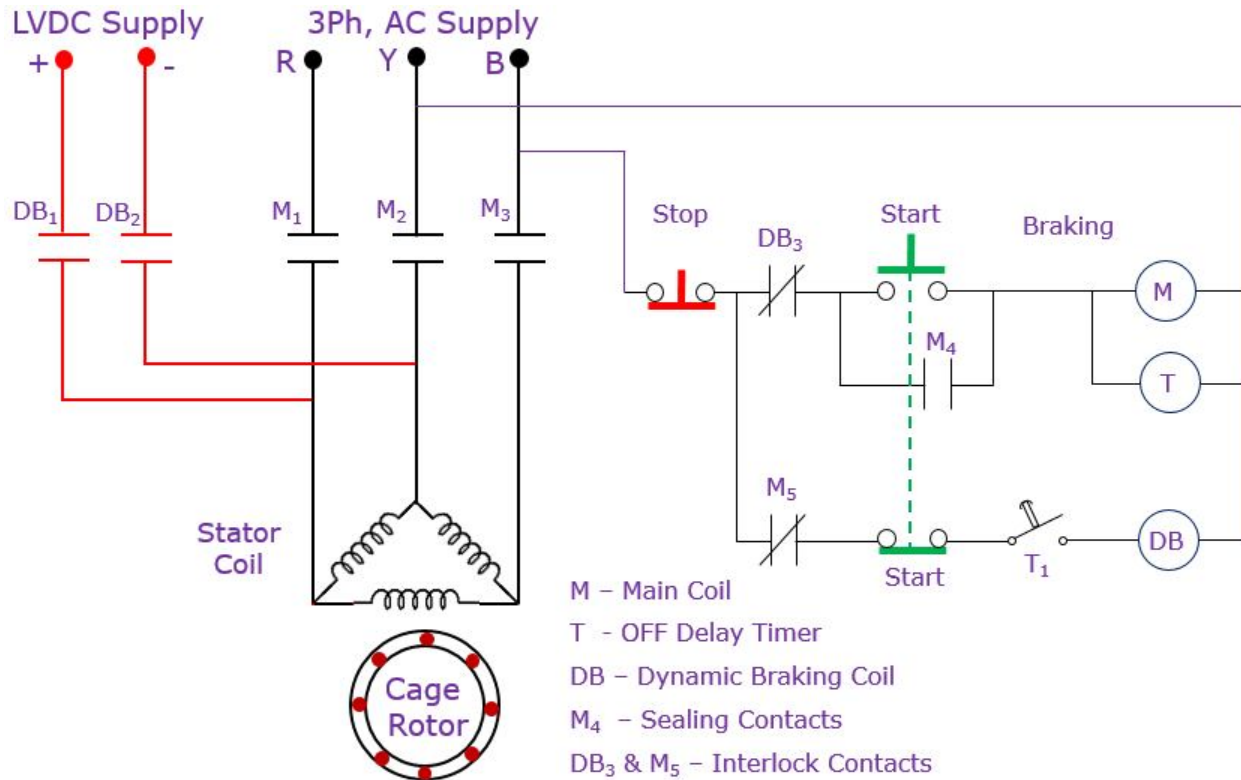 LVDC Supply
3Ph, AC Supply
+
-
R
Y
B
DB₁
DB₂
M₁
M₂
M₃
Stop
DB₃
Start
Braking
M
M₄
T
M₅
Start
T₁
DB
Stator
Coil
Cage
Rotor
M – Main Coil
T - OFF Delay Timer
DB – Dynamic Braking Coil
M₄ – Sealing Contacts
DB₃ & M₅ – Interlock Contacts